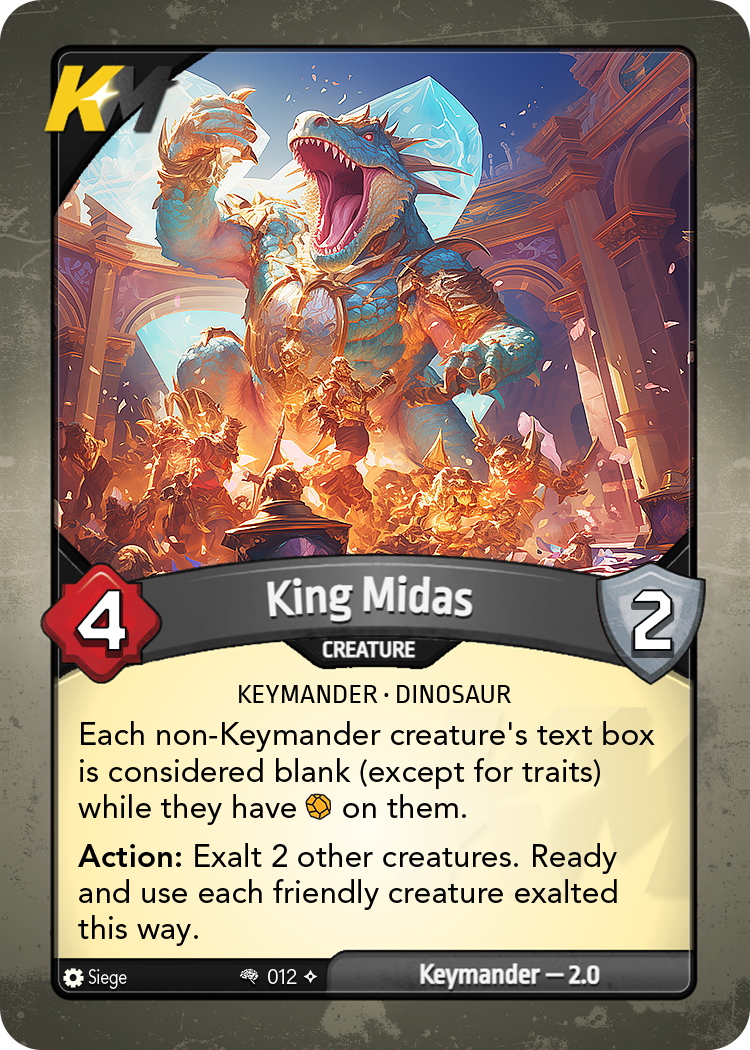 KM
King Midas
4
2
CREATURE
KEYMANDER · DINOSAUR
Each non-Keymander creature's text box
is considered blank (except for traits)
while they have on them.
Action: Exalt 2 other creatures. Ready
and use each friendly creature exalted
this way.
Siege
012
Keymander — 2.0